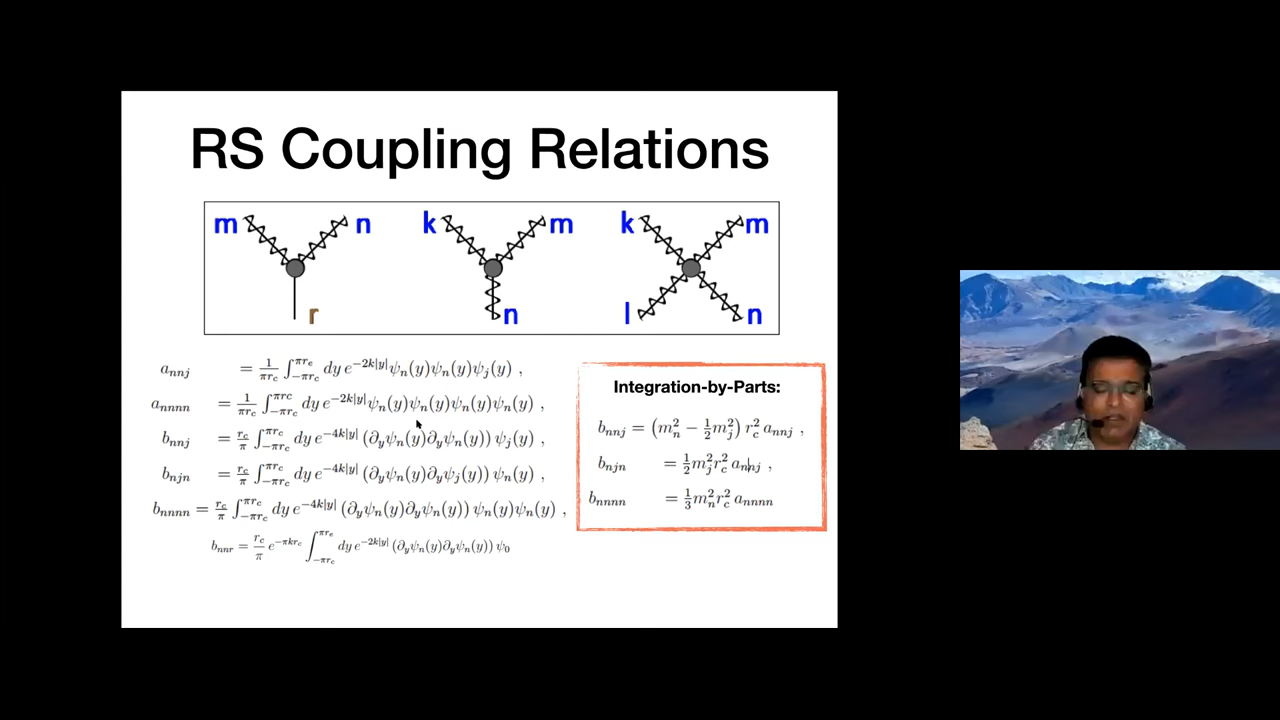 RS Coupling Relations
m n k m k m
r n l n
a_{nnj} = \frac{1}{\pi r_c} \int_{-\pi r_c}^{\pi r_c} dy e^{-2k|y|} \psi_n(y)\psi_n(y)\psi_j(y) ,
a_{nnnn} = \frac{1}{\pi r_c} \int_{-\pi r_c}^{\pi rc} dy e^{-2k|y|} \psi_n(y)\psi_n(y)\psi_n(y)\psi_n(y) ,
b_{nnj} = \frac{r_c}{\pi} \int_{-\pi r_c}^{\pi r_c} dy e^{-4k|y|} (\partial_y\psi_n(y)\partial_y\psi_n(y)) \psi_j(y) ,
b_{njn} = \frac{r_c}{\pi} \int_{-\pi r_c}^{\pi r_c} dy e^{-4k|y|} (\partial_y\psi_n(y)\partial_y\psi_j(y)) \psi_n(y) ,
b_{nnnn} = \frac{r_c}{\pi} \int_{-\pi r_c}^{\pi r_c} dy e^{-4k|y|} (\partial_y\psi_n(y)\partial_y\psi_n(y)) \psi_n(y)\psi_n(y) ,
b_{nnr} = \frac{r_c}{\pi} e^{-\pi k r_c} \int_{-\pi r_c}^{\pi r_c} dy e^{-2k|y|} (\partial_y\psi_n(y)\partial_y\psi_n(y)) \psi_0
Integration-by-Parts:
b_{nnj} = (m_n^2 - \frac{1}{2} m_j^2) r_c^2 a_{nnj} ,
b_{njn} = \frac{1}{2} m_j^2 r_c^2 a_{nnj} ,
b_{nnnn} = \frac{1}{3} m_n^2 r_c^2 a_{nnnn}